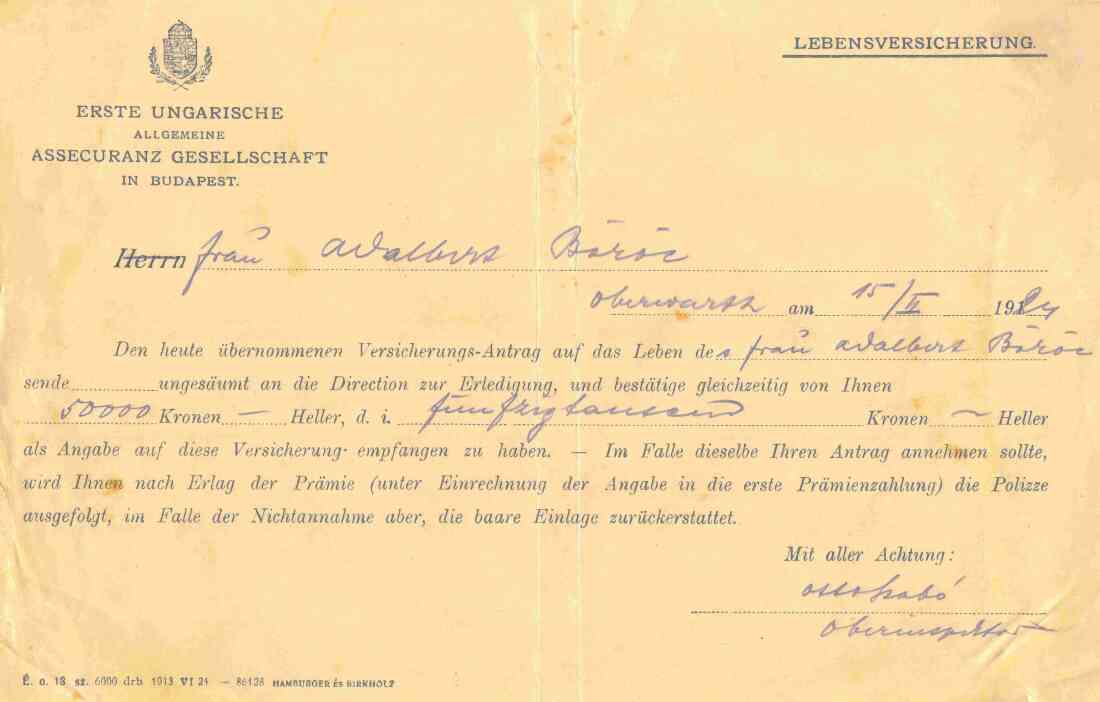 LEBENSVERSICHERUNG.
ERSTE UNGARISCHE
ALLGEMEINE
ASSECURANZ GESELLSCHAFT
IN BUDAPEST.
Herrn frau Adalbert Böröc
Oberwarth am 15/II 1924
Den heute übernommenen Versicherungs-Antrag auf das Leben des frau Adalbert Böröc
sende ungesäumt an die Direction zur Erledigung, und bestätige gleichzeitig von Ihnen
50000 Kronen — Heller, d. i. fünfzigtausend Kronen — Heller
als Angabe auf diese Versicherung empfangen zu haben. — Im Falle dieselbe Ihren Antrag annehmen sollte,
wird Ihnen nach Erlag der Prämie (unter Einrechnung der Angabe in die erste Prämienzahlung) die Polizze
ausgefolgt, im Falle der Nichtannahme aber, die baare Einlage zurückerstattet.
Mit aller Achtung:
Otto Szabó
Oberinspektor
É. o. 13 sz. 6000 drb 1913 VI 24 — 86128 HAMBURGER ÉS BIRKHOLZ